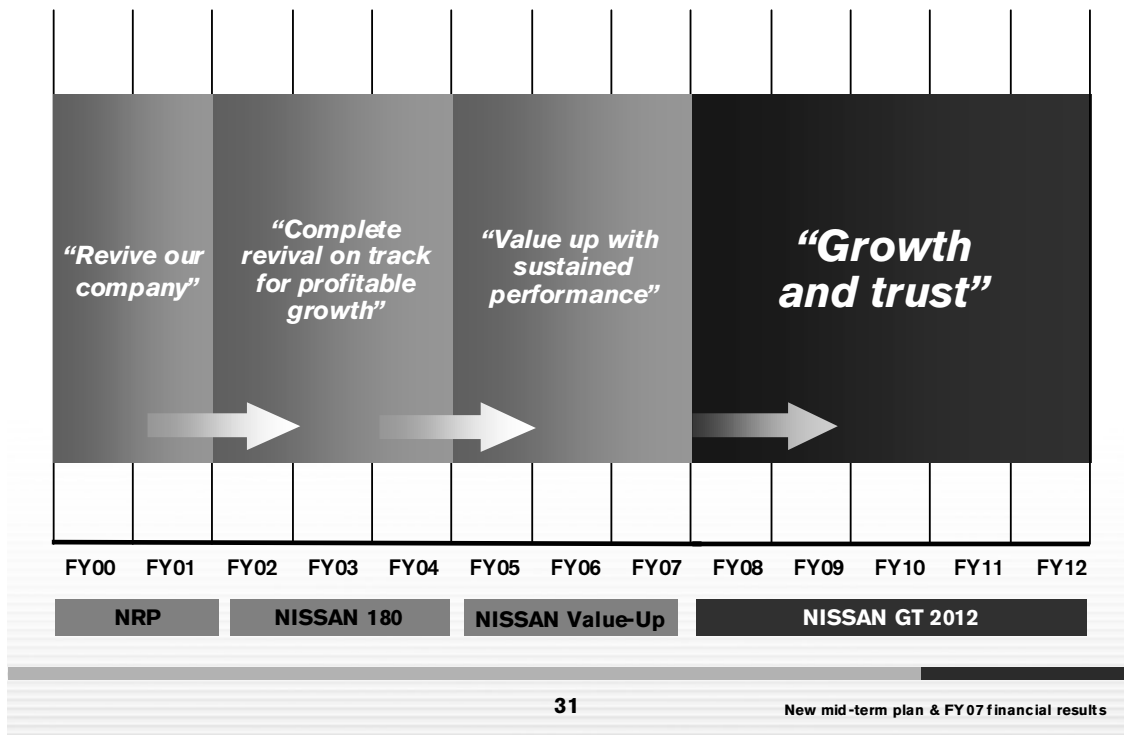 “Revive our
company”
“Complete
revival on track
for profitable
growth”
“Value up with
sustained
performance”
“Growth
and trust”
FY00 FY01 FY02 FY03 FY04 FY05 FY06 FY07 FY08 FY09 FY10 FY11 FY12
NRP NISSAN 180 NISSAN Value-Up NISSAN GT 2012
31
New mid-term plan & FY07 financial results